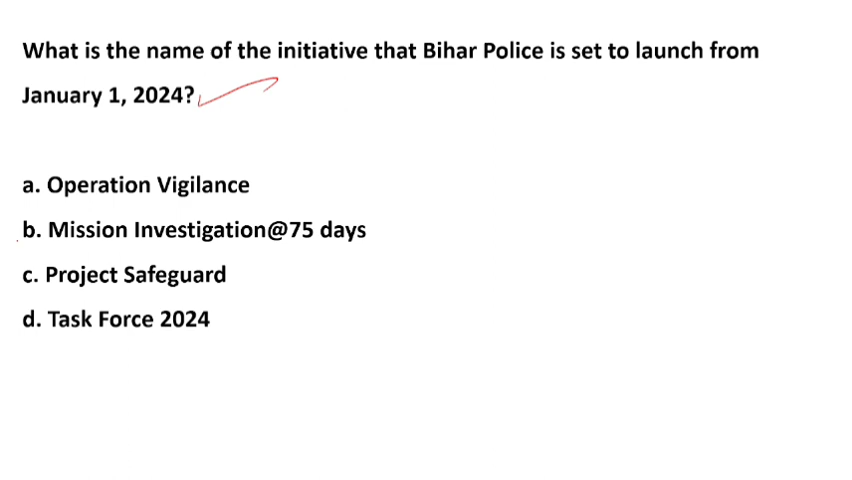 What is the name of the initiative that Bihar Police is set to launch from
January 1, 2024?
a. Operation Vigilance
b. Mission Investigation@75 days
c. Project Safeguard
d. Task Force 2024